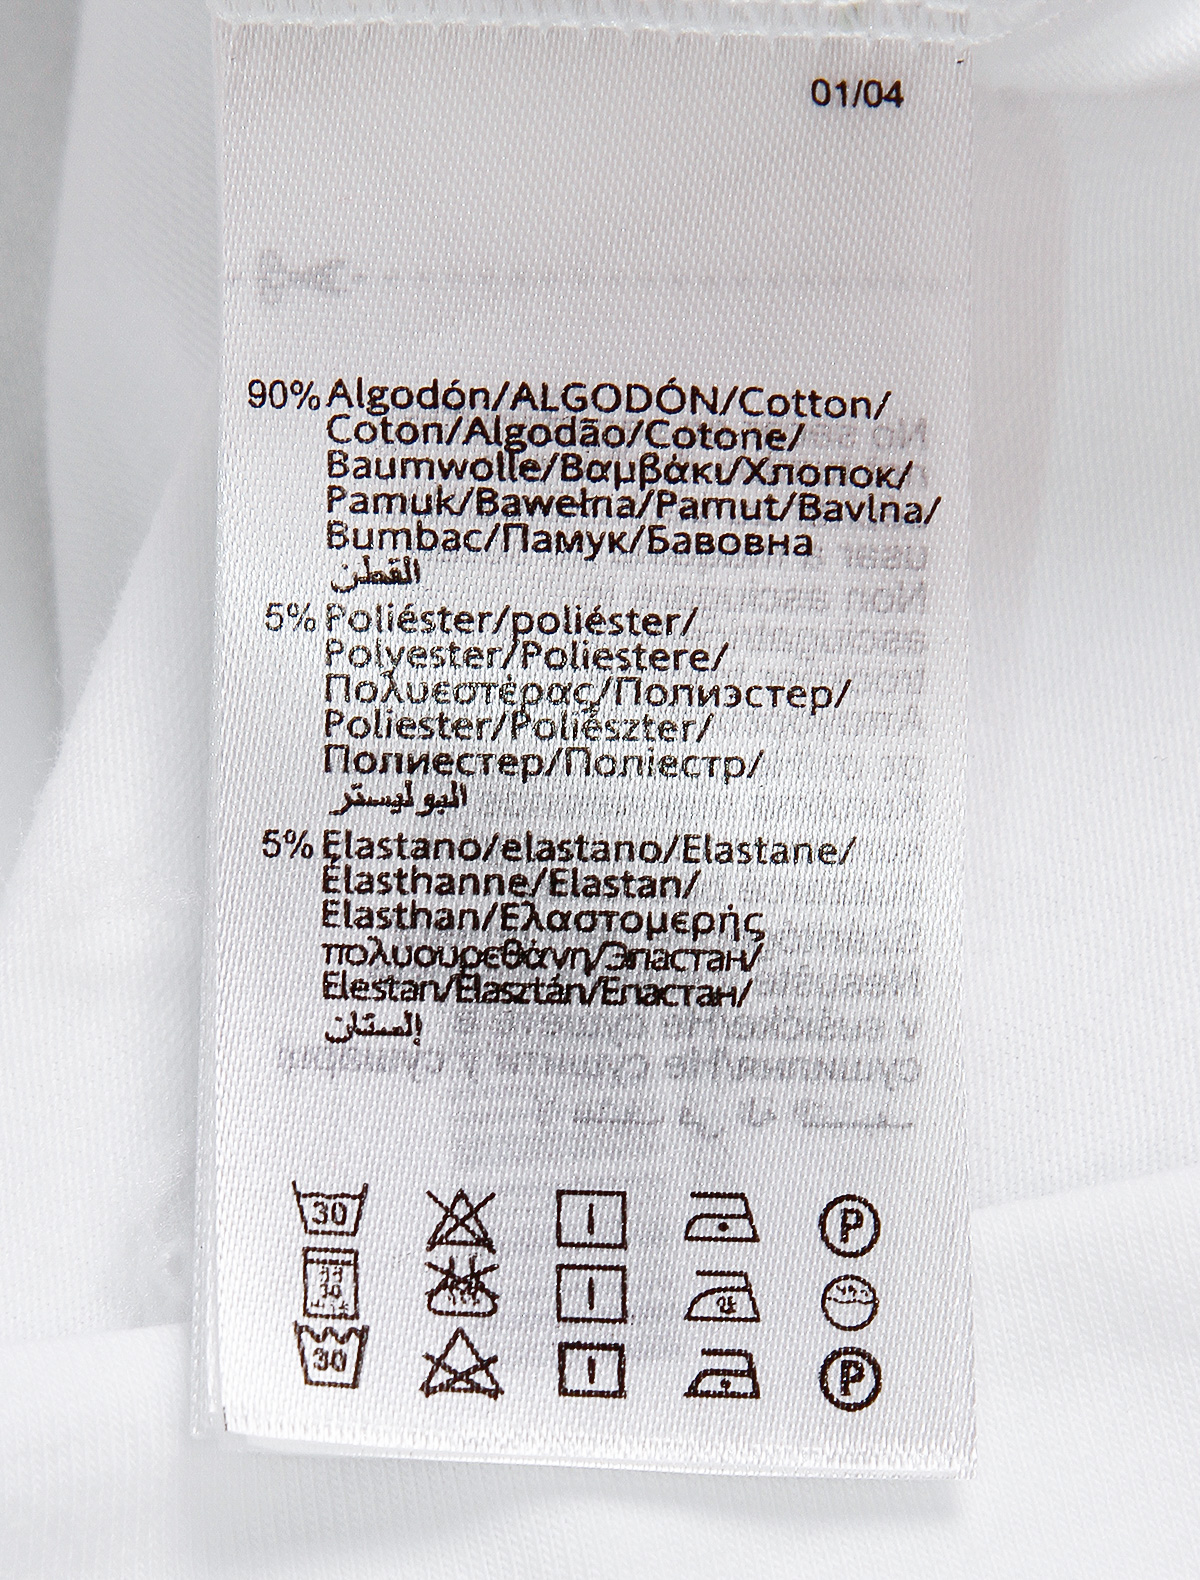 01/04
90% Algodón/ALGODÓN/Cotton/
Coton/Algodão/Cotone/
Baumwolle/Βαμβάκι/Хлопок/
Pamuk/Bawełna/Pamut/Bavlna/
Bumbac/Памук/Бавовна
القطن
5% Poliéster/poliéster/
Polyester/Poliestere/
Πολυεστέρας/Полиэстер/
Poliester/Poliészter/
Полиестер/Поліестр/
البوليستر
5% Elastano/elastano/Elastane/
Élasthanne/Elastan/
Elasthan/Ελαστομερής
πολυουρεθάνη/Эластан/
Elestan/Elasztán/Еластан/
إلستان
30 P
30
30 P